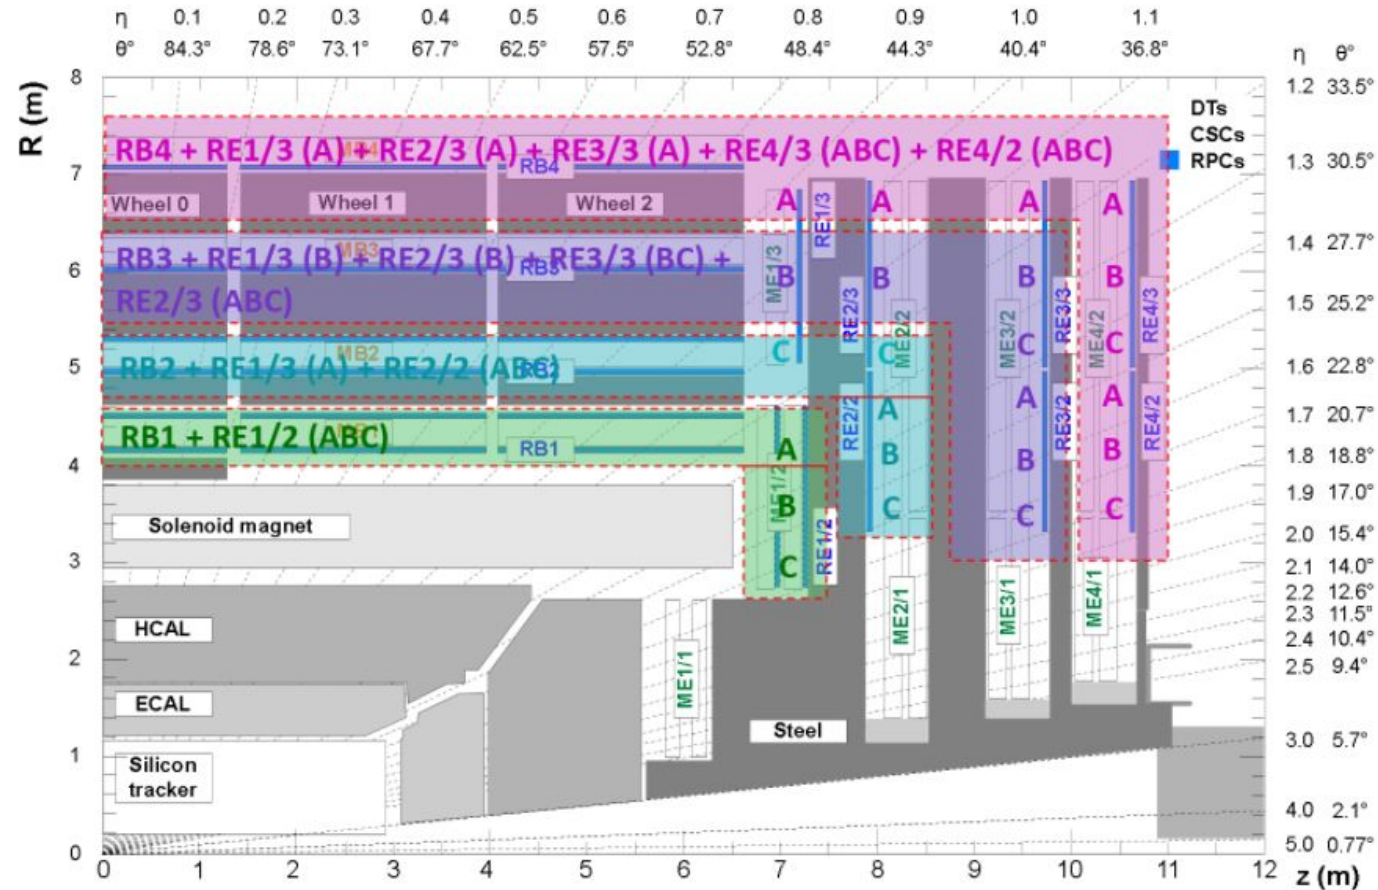 η 0.1 0.2 0.3 0.4 0.5 0.6 0.7 0.8 0.9 1.0 1.1
θ° 84.3° 78.6° 73.1° 67.7° 62.5° 57.5° 52.8° 48.4° 44.3° 40.4° 36.8° η θ°
R (m)
8
7
6
5
4
3
2
1
0
1.2 33.5°
1.3 30.5°
1.4 27.7°
1.5 25.2°
1.6 22.8°
1.7 20.7°
1.8 18.8°
1.9 17.0°
2.0 15.4°
2.1 14.0°
2.2 12.6°
2.3 11.5°
2.4 10.4°
2.5 9.4°
3.0 5.7°
4.0 2.1°
5.0 0.77°
DTs
CSCs
RPCs
RB4 + RE1/3 (A) + RE2/3 (A) + RE3/3 (A) + RE4/3 (ABC) + RE4/2 (ABC)
RB4
Wheel 0 Wheel 1 Wheel 2
MB3
RB3 + RE1/3 (B) + RE2/3 (B) + RE3/3 (BC) +
RB3
RE2/3 (ABC)
MB2
RB2 + RE1/3 (A) + RE2/2 (ABC)
RB2
RB1 + RE1/2 (ABC)
RB1
A A A A
B B B B
C C C C
A A A A
B B B B
C C C C
ME1/3
RE1/3
RE2/3
ME2/2
ME3/2
RE3/3
ME4/2
RE4/3
ME1/2
RE1/2
RE2/2
RE3/2
RE4/2
ME1/1
ME2/1
ME3/1
ME4/1
Solenoid magnet
HCAL
ECAL
Steel
Silicon
tracker
0 1 2 3 4 5 6 7 8 9 10 11 12
z (m)